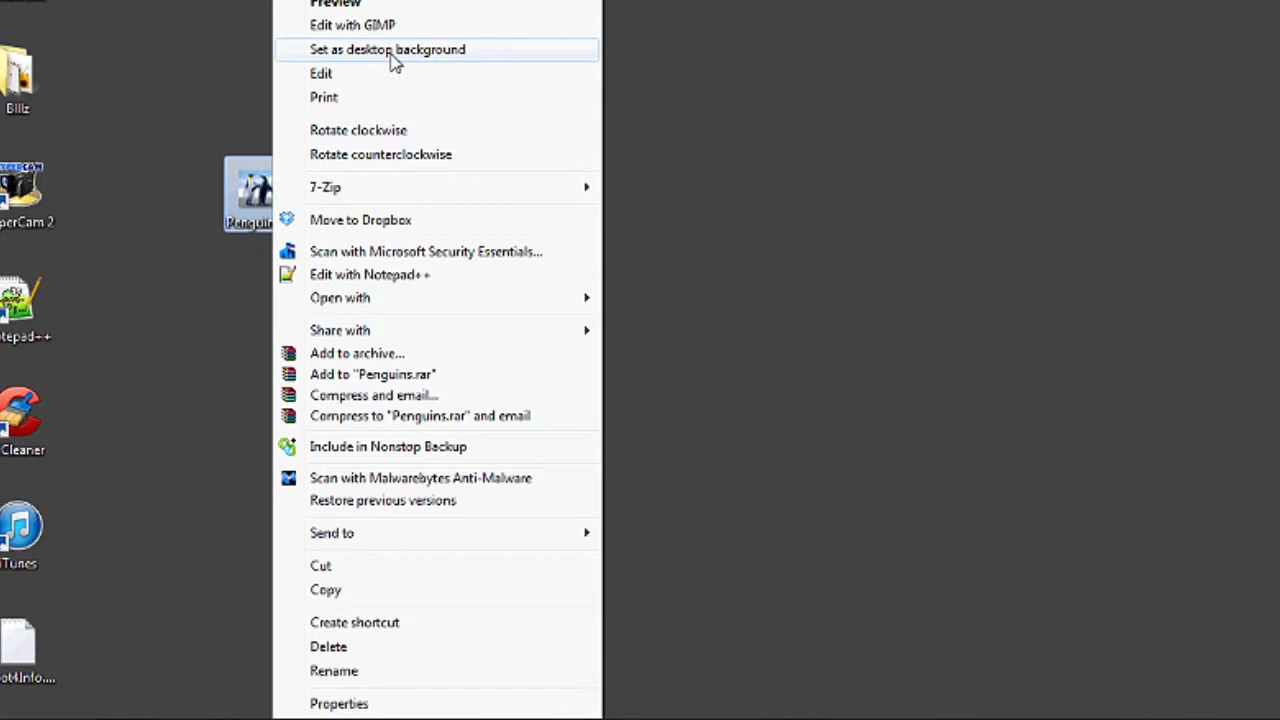 Preview
Edit with GIMP
Set as desktop background
Edit
Print
Rotate clockwise
Rotate counterclockwise
7-Zip
Move to Dropbox
Scan with Microsoft Security Essentials...
Edit with Notepad++
Open with
Share with
Add to archive...
Add to "Penguins.rar"
Compress and email...
Compress to "Penguins.rar" and email
Include in Nonstop Backup
Scan with Malwarebytes Anti-Malware
Restore previous versions
Send to
Cut
Copy
Create shortcut
Delete
Rename
Properties
Billz
perCam 2
tepad++
Cleaner
Tunes
ot4Info....
Penguin